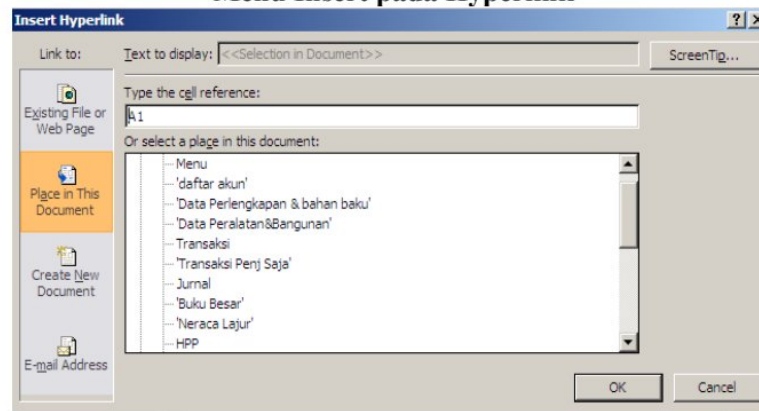 Menu Insert pada Hyperlink
Insert Hyperlink
Link to:
Text to display: <<Selection in Document>>
ScreenTip...
Existing File or
Web Page
Place in This
Document
Create New
Document
E-mail Address
Type the cell reference:
A1
Or select a place in this document:
Menu
'daftar akun'
'Data Perlengkapan & bahan baku'
'Data Peralatan&Bangunan'
Transaksi
'Transaksi Penj Saja'
Jurnal
'Buku Besar'
'Neraca Lajur'
HPP
OK
Cancel